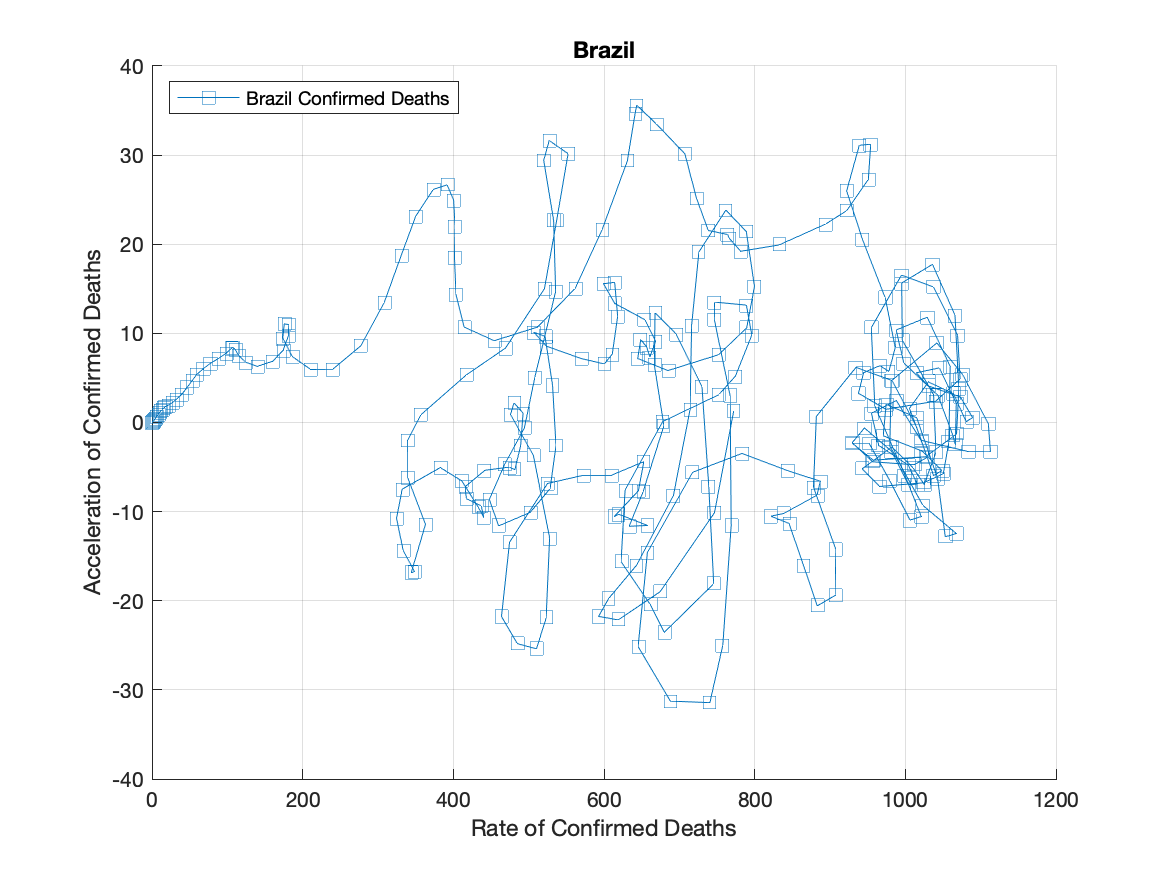 Brazil
Brazil Confirmed Deaths
Acceleration of Confirmed Deaths
40
30
20
10
0
-10
-20
-30
-40
0 200 400 600 800 1000 1200
Rate of Confirmed Deaths